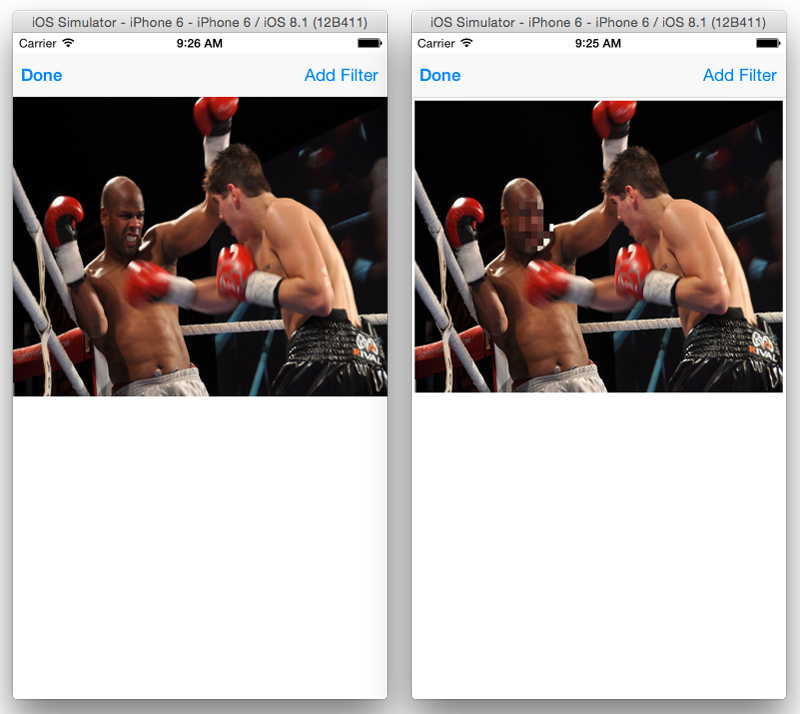 iOS Simulator - iPhone 6 - iPhone 6 / iOS 8.1 (12B411)
Carrier 9:26 AM
Done Add Filter
RIVAL
iOS Simulator - iPhone 6 - iPhone 6 / iOS 8.1 (12B411)
Carrier 9:25 AM
Done Add Filter
RIVAL